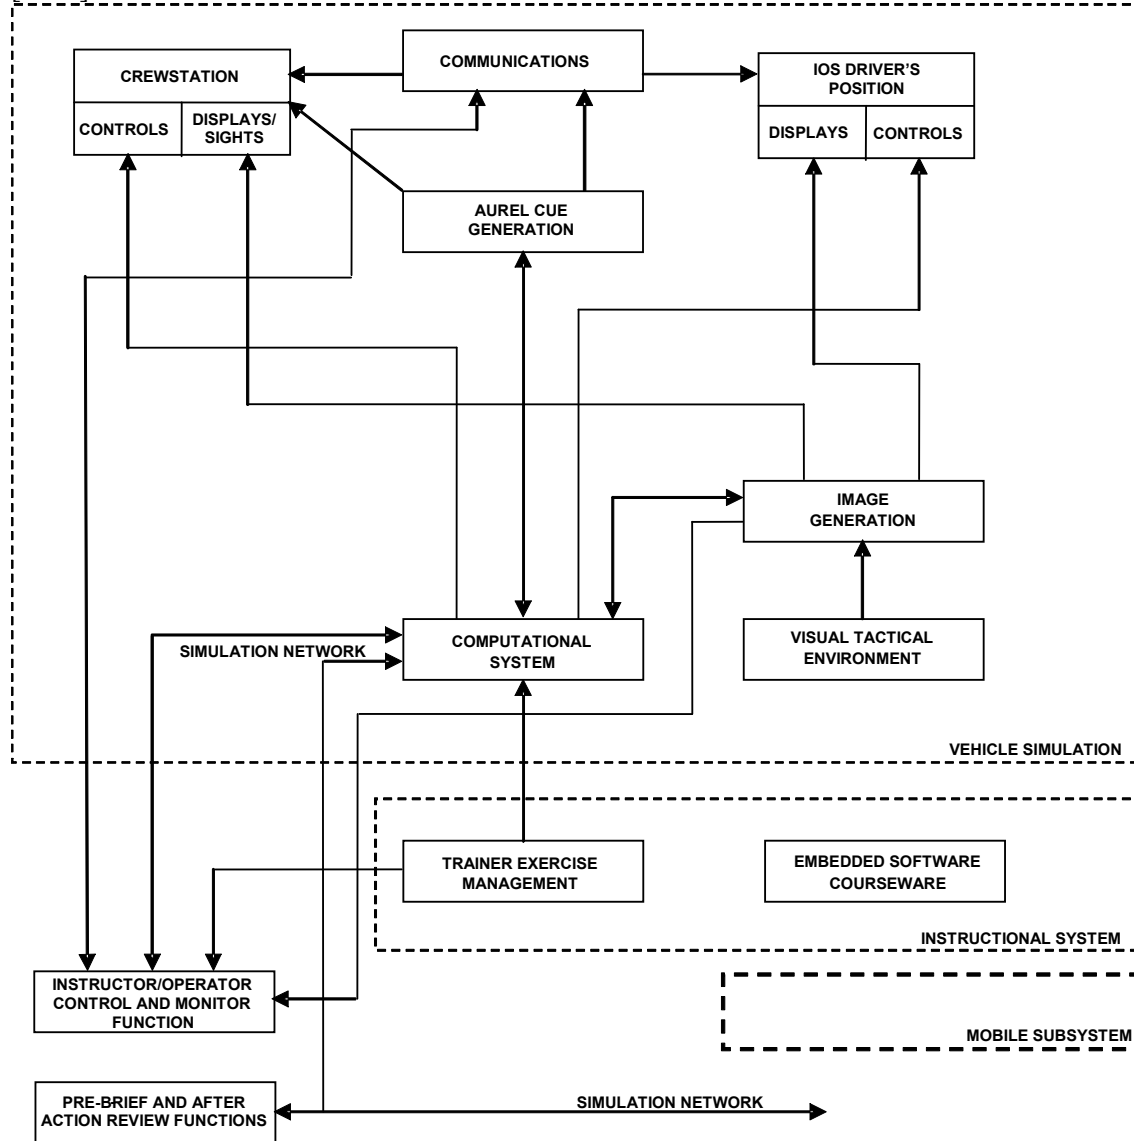 COMMUNICATIONS
CREWSTATION
IOS DRIVER'S
POSITION
CONTROLS
DISPLAYS/
SIGHTS
DISPLAYS
CONTROLS
AUREL CUE
GENERATION
IMAGE
GENERATION
SIMULATION NETWORK
COMPUTATIONAL
SYSTEM
VISUAL TACTICAL
ENVIRONMENT
VEHICLE SIMULATION
TRAINER EXERCISE
MANAGEMENT
EMBEDDED SOFTWARE
COURSEWARE
INSTRUCTIONAL SYSTEM
INSTRUCTOR/OPERATOR
CONTROL AND MONITOR
FUNCTION
MOBILE SUBSYSTEM
PRE-BRIEF AND AFTER
ACTION REVIEW FUNCTIONS
SIMULATION NETWORK